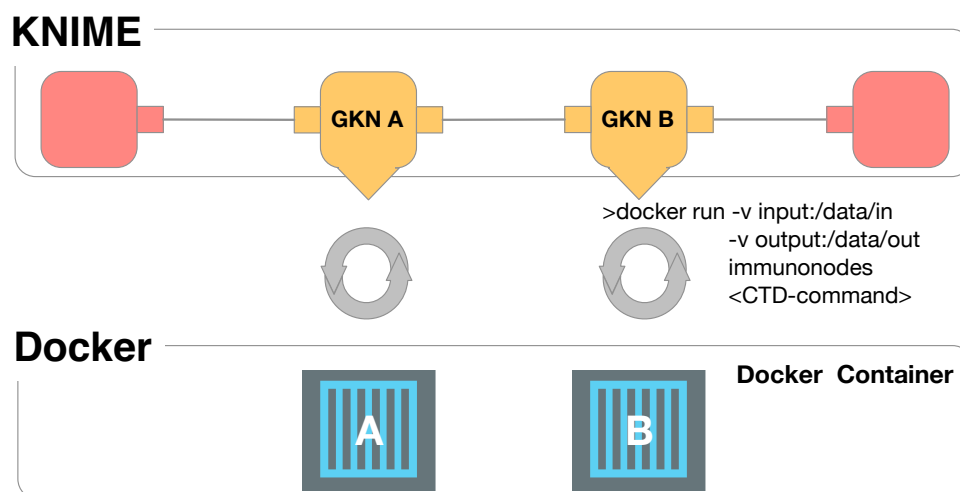 KNIME
GKN A
GKN B
>docker run -v input:/data/in
-v output:/data/out
immunonodes
<CTD-command>
Docker
Docker Container
A
B